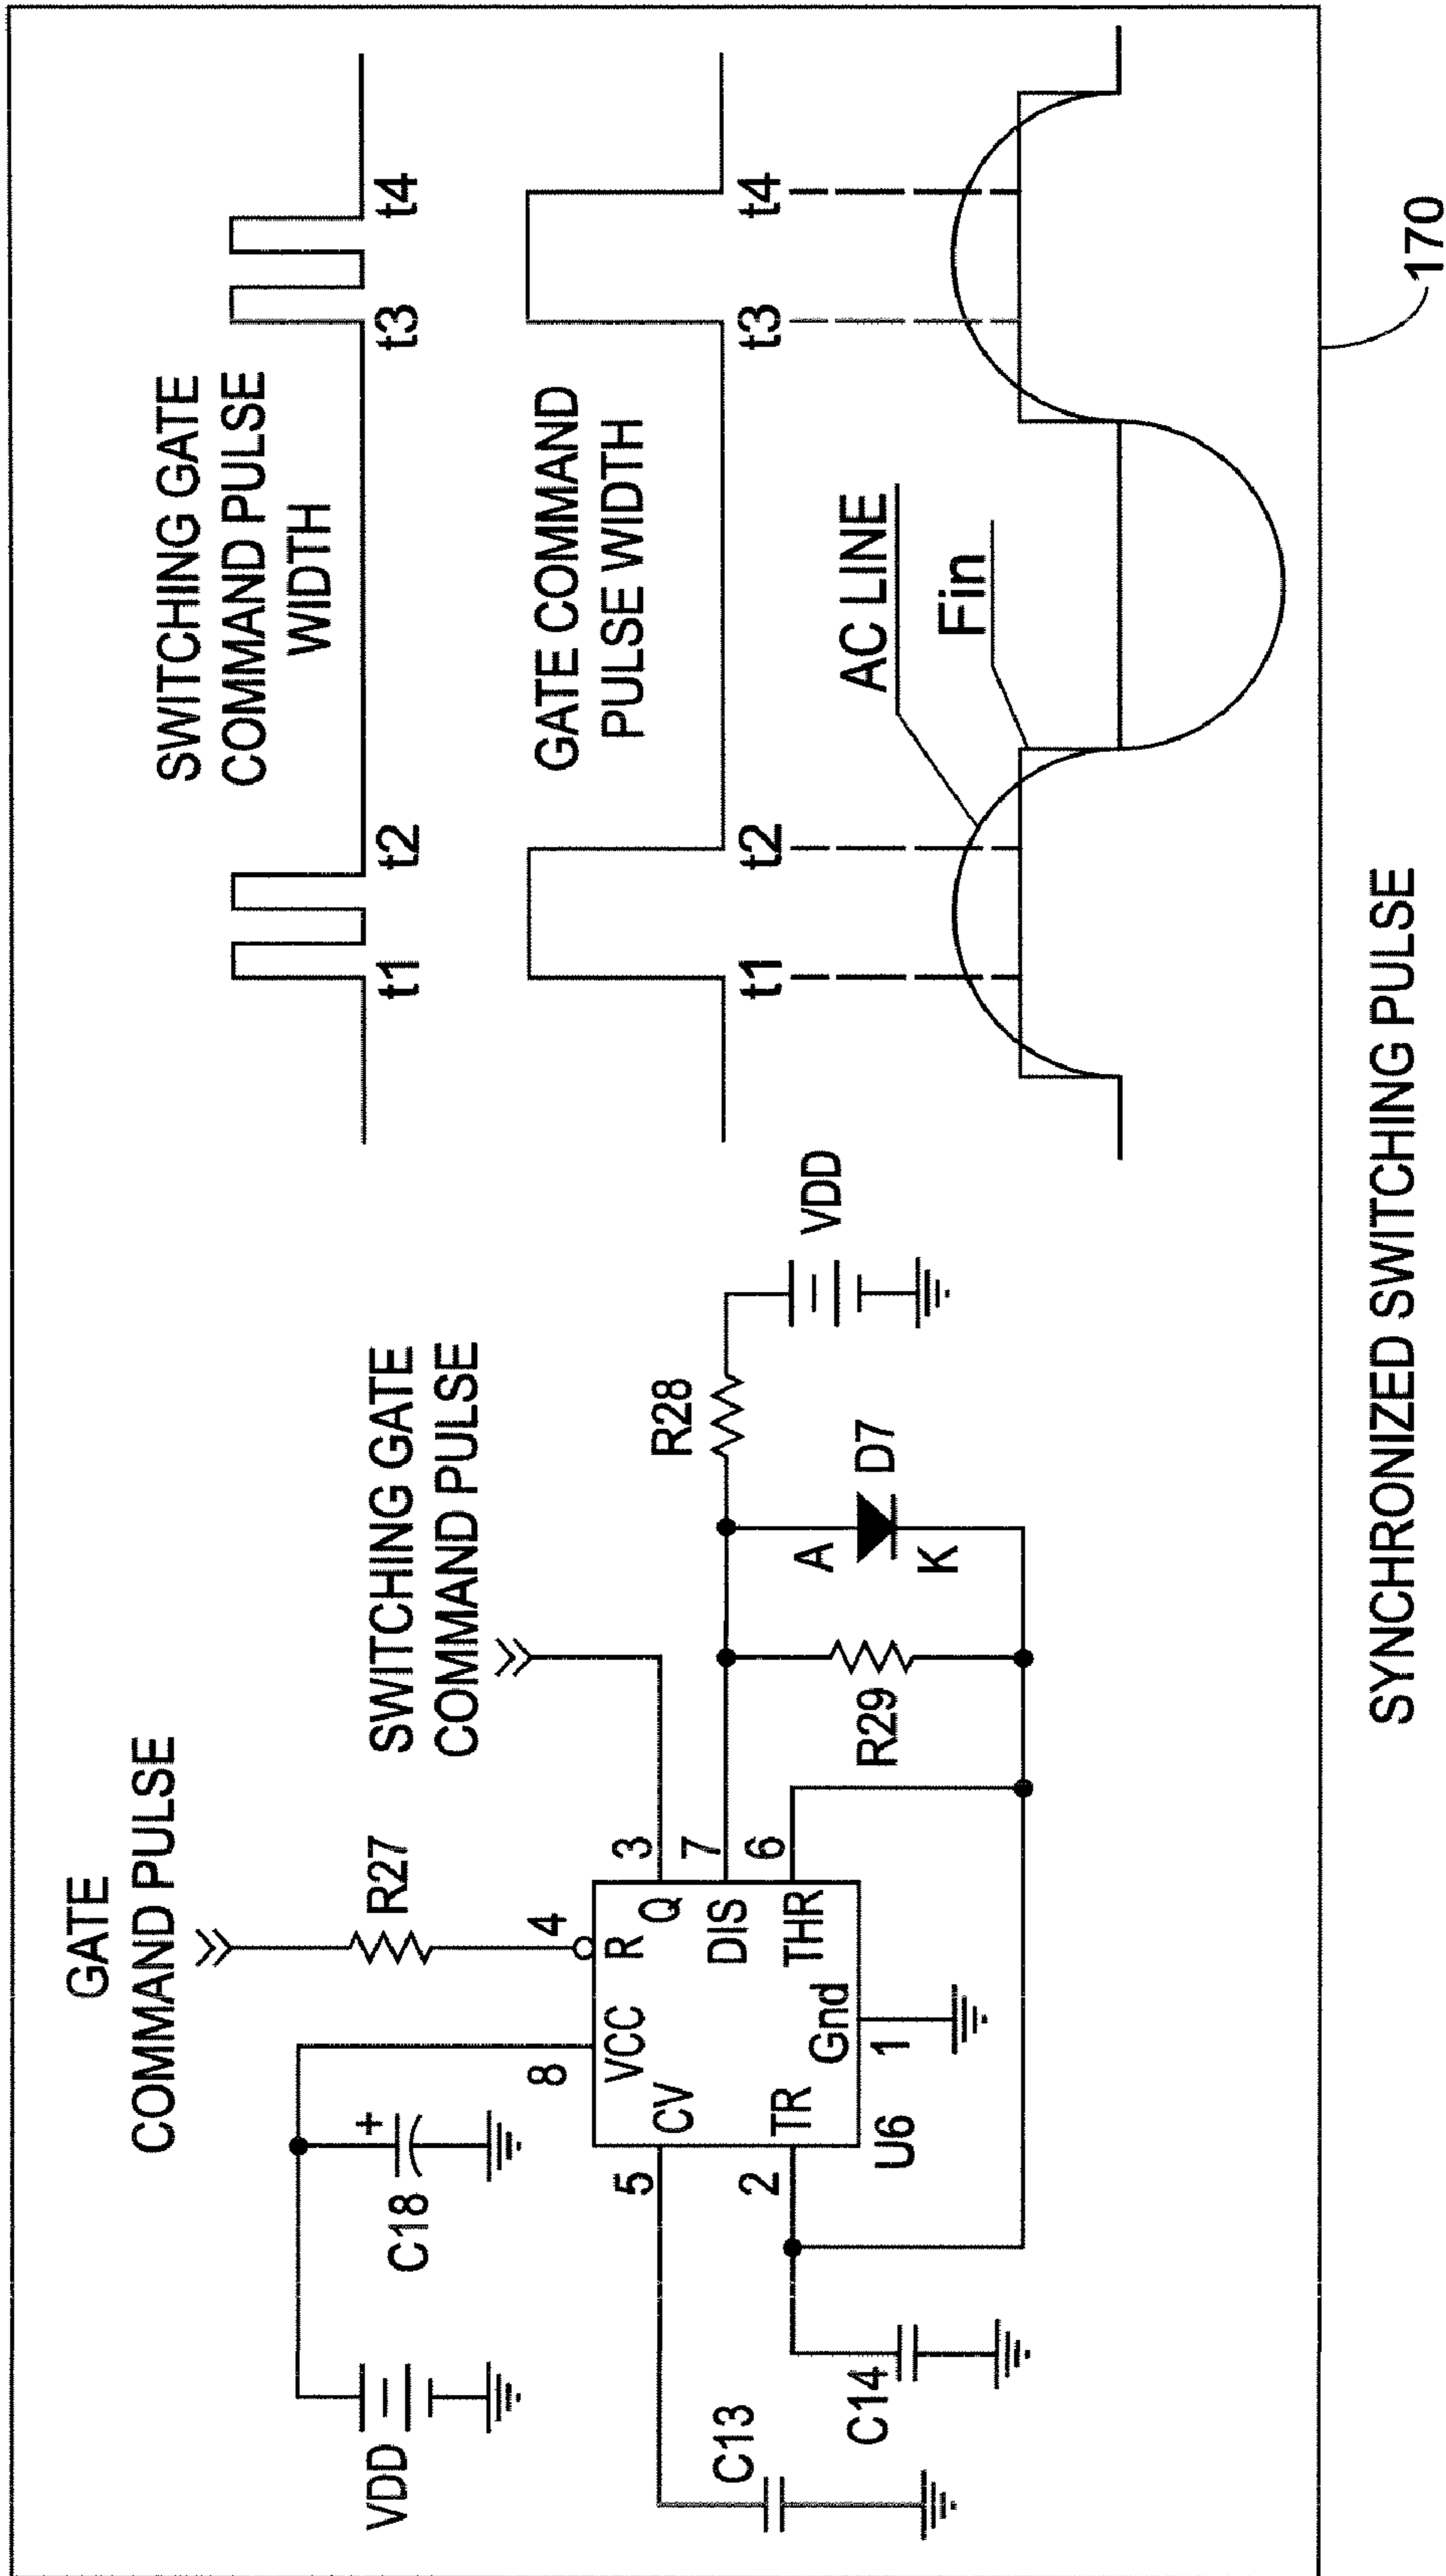 GATE
COMMAND PULSE
R27
SWITCHING GATE
COMMAND PULSE
VDD
C18
+
8
4
VCC
R
CV
Q
5
3
DIS
7
TR
THR
2
6
Gnd
1
U6
C13
C14
R28
R29
A
D7
K
VDD
SWITCHING GATE
COMMAND PULSE
WIDTH
t1
t2
t3
t4
GATE COMMAND
PULSE WIDTH
t1
t2
t3
t4
AC LINE
Fin
170
SYNCHRONIZED SWITCHING PULSE